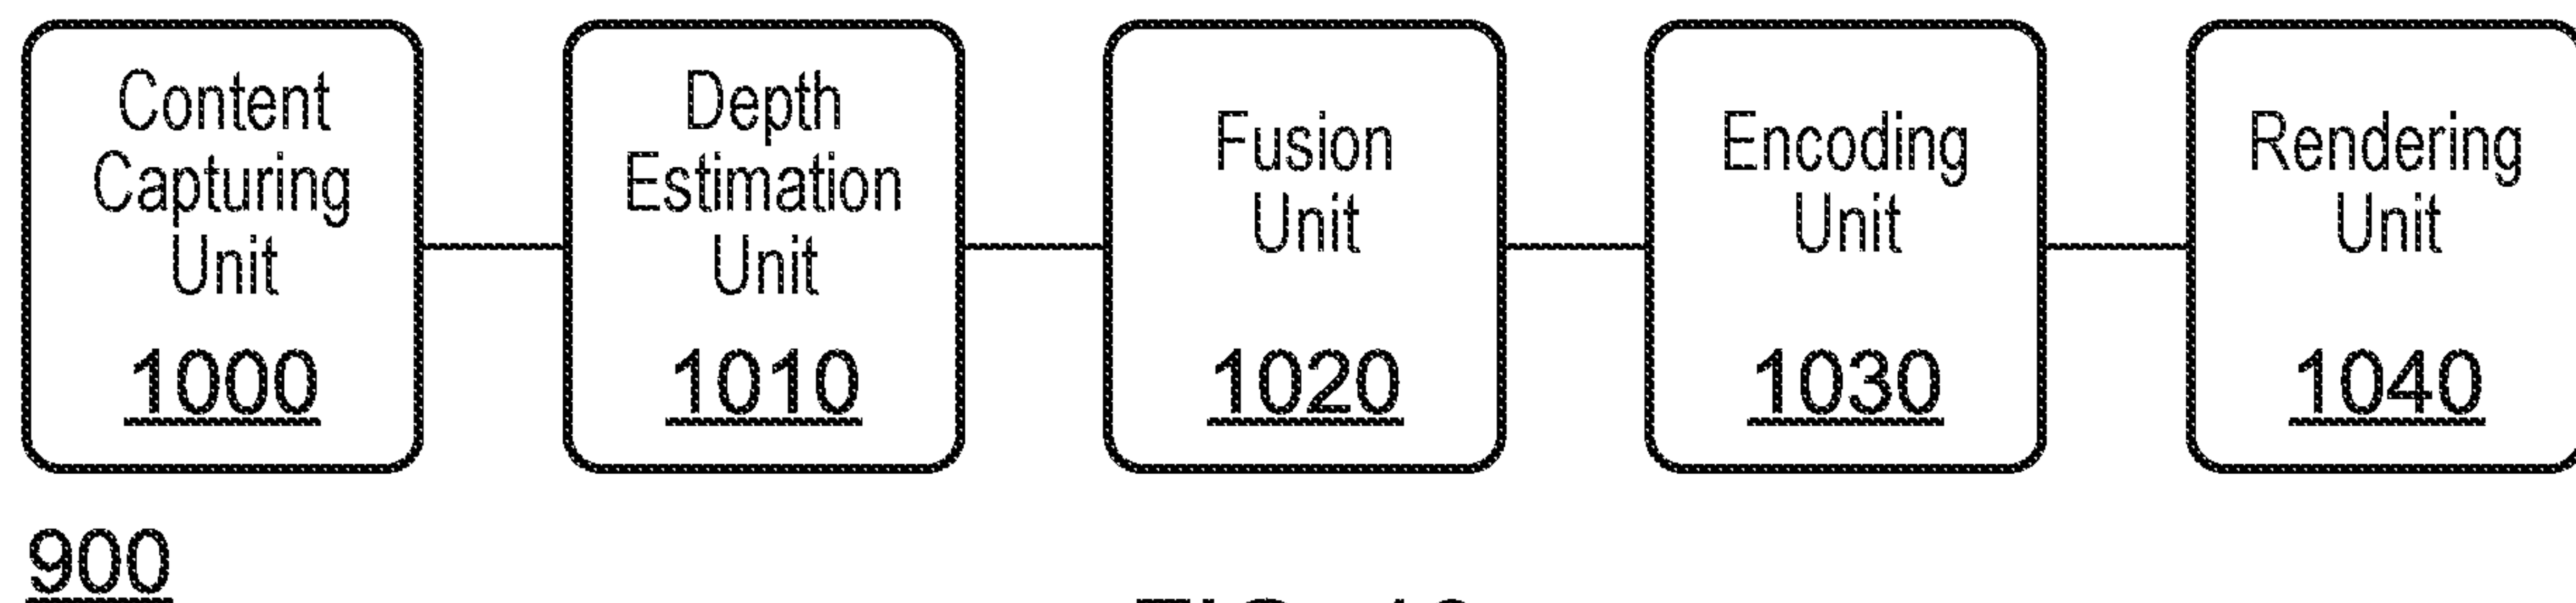 Content
Capturing
Unit
1000
Depth
Estimation
Unit
1010
Fusion
Unit
1020
Encoding
Unit
1030
Rendering
Unit
1040
900